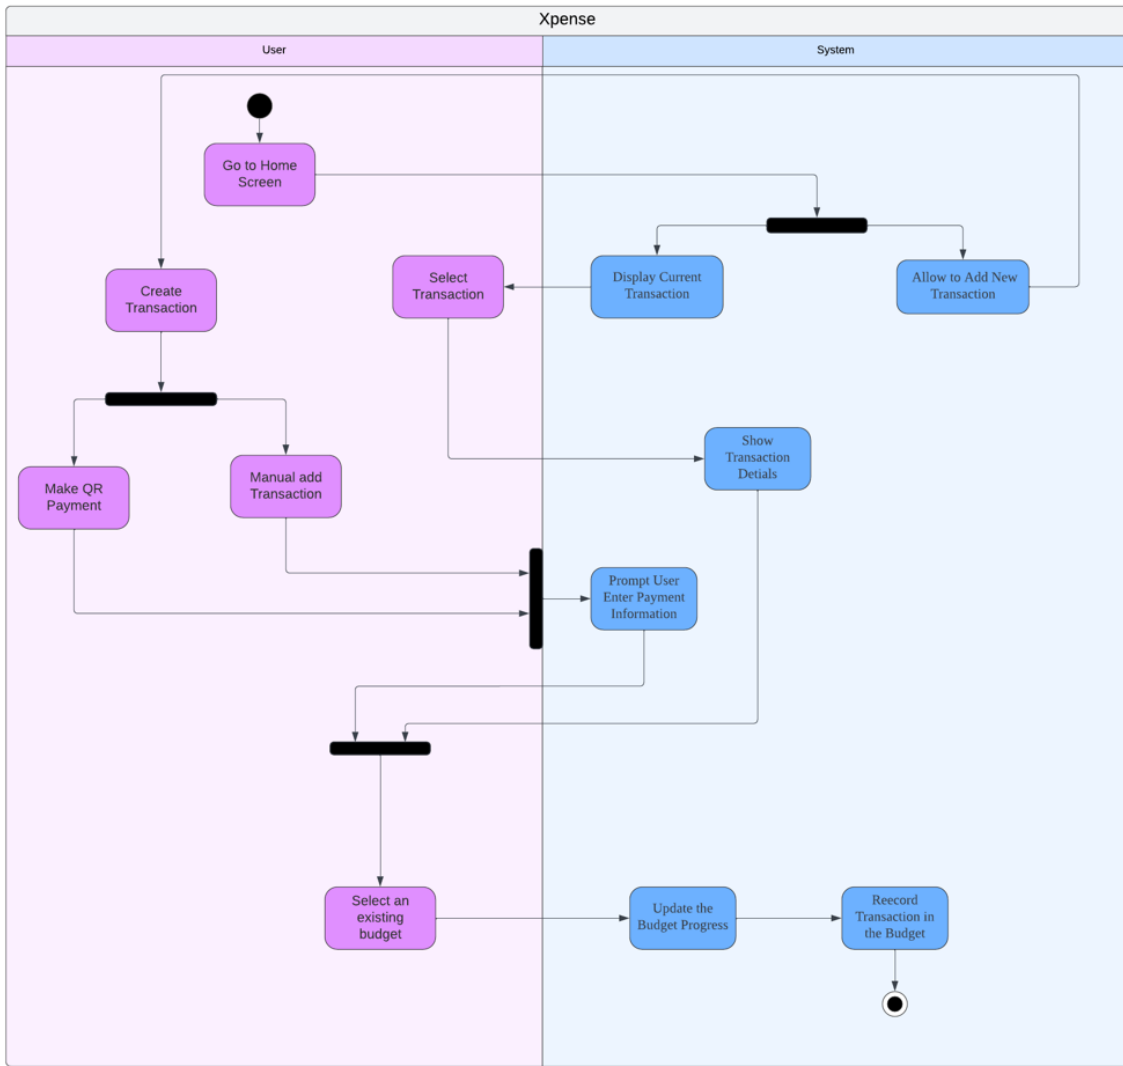 Xpense
User
System
Go to Home
Screen
Select
Transaction
Display Current
Transaction
Allow to Add New
Transaction
Create
Transaction
Show
Transaction
Detials
Make QR
Payment
Manual add
Transaction
Prompt User
Enter Payment
Information
Select an
existing
budget
Update the
Budget Progress
Reecord
Transaction in
the Budget